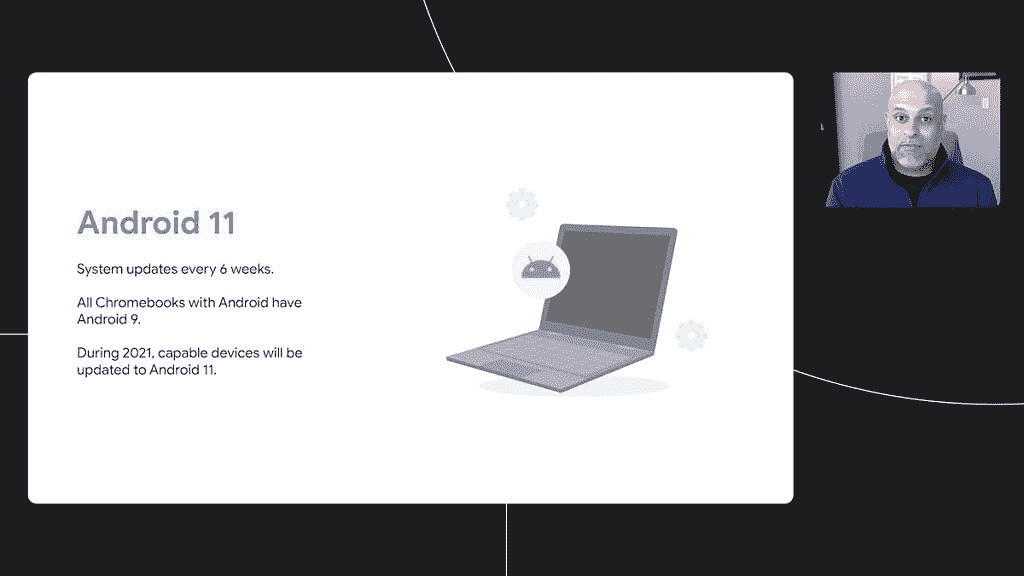 Android 11
System updates every 6 weeks.
All Chromebooks with Android have
Android 9.
During 2021, capable devices will be
updated to Android 11.